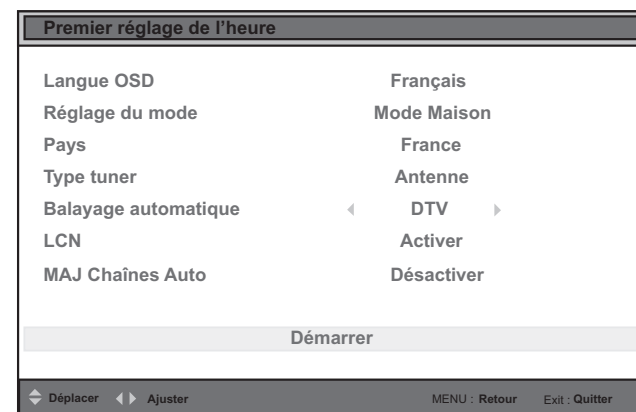 Premier réglage de l’heure
Langue OSD Français
Réglage du mode Mode Maison
Pays France
Type tuner Antenne
Balayage automatique DTV
LCN Activer
MAJ Chaînes Auto Désactiver
Démarrer
Déplacer Ajuster MENU : Retour Exit : Quitter